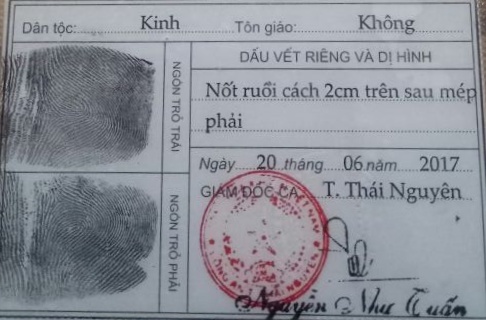 Dân tộc: Kinh Tôn giáo: Không
NGÓN TRỎ TRÁI
DẤU VẾT RIÊNG VÀ DỊ HÌNH
Nốt ruồi cách 2cm trên sau mép
phải
NGÓN TRỎ PHẢI
Ngày 20 tháng 06 năm 2017
GIÁM ĐỐC CA T. Thái Nguyên
Nguyễn Như Tuấn